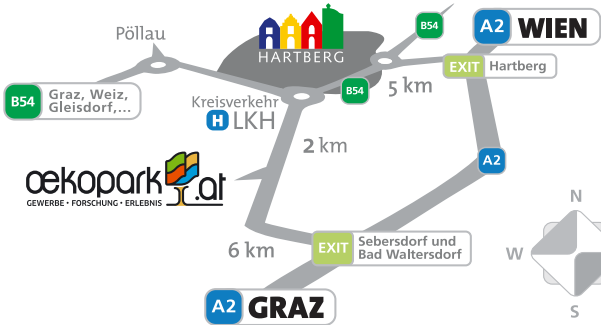 B54
A2 WIEN
Pöllau
HARTBERG
EXIT Hartberg
5 km
B54
B54 Graz, Weiz,
Gleisdorf,...
Kreisverkehr
H LKH
2 km
A2
œkopark.at
GEWERBE • FORSCHUNG • ERLEBNIS
6 km
EXIT Sebersdorf und
Bad Waltersdorf
N
W
S
A2 GRAZ